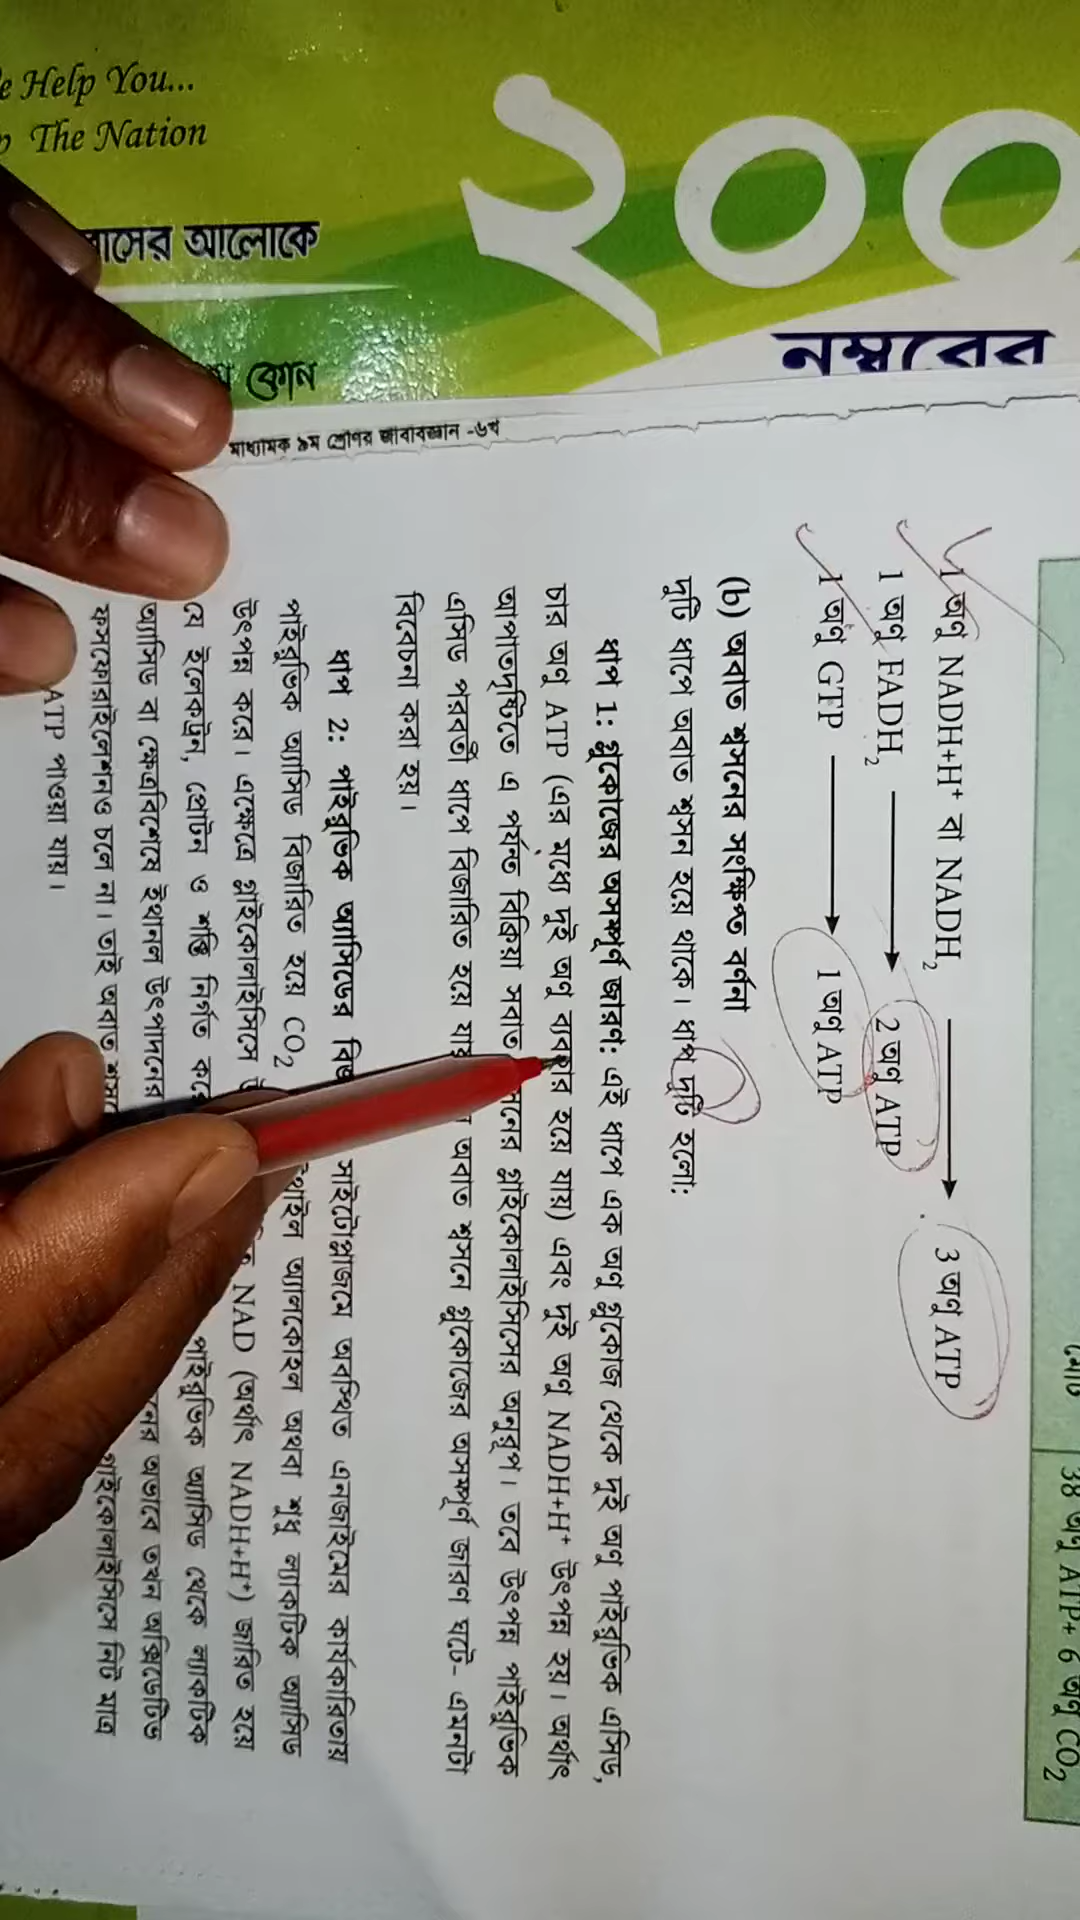 Help You...
The Nation
আলোকে
কোন
২০০
নম্বরের
মোট
38 অণু ATP+ 6 অণু CO₂
1 অণু NADH+H⁺ বা NADH₂ ⟶ 3 অণু ATP
1 অণু FADH₂ ⟶ 2 অণু ATP
1 অণু GTP ⟶ 1 অণু ATP
(b) অবাত শ্বসনের সংক্ষিপ্ত বর্ণনা
দুটি ধাপে অবাত শ্বসন হয়ে থাকে। ধাপ দুটি হলো:
ধাপ 1: গ্লুকোজের অসম্পূর্ণ জারণ: এই ধাপে এক অণু গ্লুকোজ থেকে দুই অণু পাইরুভিক এসিড,
চার অণু ATP (এর মধ্যে দুই অণু ব্যবহার হয়ে যায়) এবং দুই অণু NADH+H⁺ উৎপন্ন হয়। অর্থাৎ
আপাতদৃষ্টিতে এ পর্যন্ত বিক্রিয়া সবাত গ্লাইকোলাইসিসের অনুরূপ। তবে উৎপন্ন পাইরুভিক
এসিড পরবর্তী ধাপে বিজারিত হয়ে অবাত শ্বসনে গ্লুকোজের অসম্পূর্ণ জারণ ঘটে- এমনটা
বিবেচনা করা হয়।
ধাপ 2: পাইরুভিক অ্যাসিডের সাইটোপ্লাজমে অবস্থিত এনজাইমের কার্যকারিতায়
পাইরুভিক অ্যাসিড বিজারিত হয়ে CO₂ অ্যালকোহল অথবা শুধু ল্যাকটিক অ্যাসিড
উৎপন্ন করে। এক্ষেত্রে গ্লাইকোলাইসিসে NAD (অর্থাৎ NADH+H⁺) জারিত হয়ে
যে ইলেকট্রন, প্রোটন ও শক্তি নির্গত পাইরুভিক অ্যাসিড থেকে ল্যাকটিক
অ্যাসিড বা ক্ষেত্রবিশেষে ইথানল উৎপাদনের অভাবে তখন অক্সিডেটিভ
ফসফোরাইলেশনও চলে না। তাই অবাত গ্লাইকোলাইসিসে নিট মাত্র
ATP পাওয়া যায়।
মাধ্যমিক ৯ম শ্রেণির জীববিজ্ঞান -৬ষ্ঠ